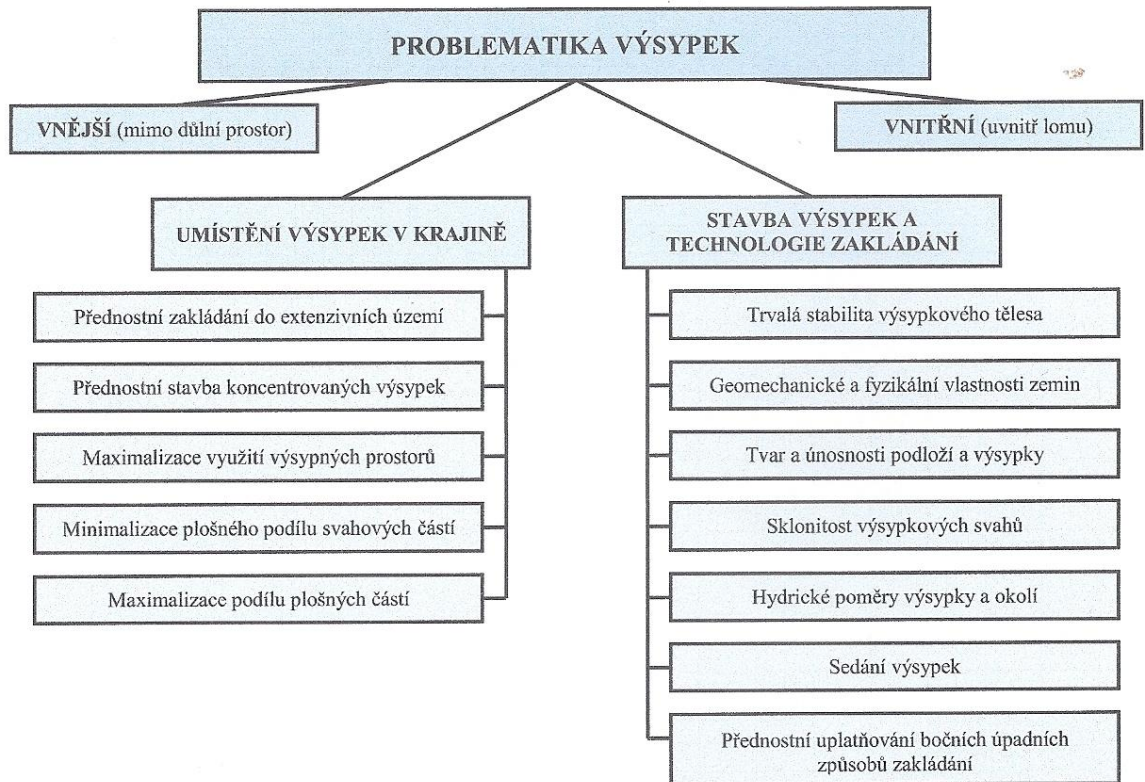 PROBLEMATIKA VÝSYPEK
VNĚJŠÍ (mimo důlní prostor)
VNITŘNÍ (uvnitř lomu)
UMÍSTĚNÍ VÝSYPEK V KRAJINĚ
Přednostní zakládání do extenzivních území
Přednostní stavba koncentrovaných výsypek
Maximalizace využití výsypných prostorů
Minimalizace plošného podílu svahových částí
Maximalizace podílu plošných částí
STAVBA VÝSYPEK A
TECHNOLOGIE ZAKLÁDÁNÍ
Trvalá stabilita výsypkového tělesa
Geomechanické a fyzikální vlastnosti zemin
Tvar a únosnosti podloží a výsypky
Sklonitost výsypkových svahů
Hydrické poměry výsypky a okolí
Sedání výsypek
Přednostní uplatňování bočních úpadních
způsobů zakládání